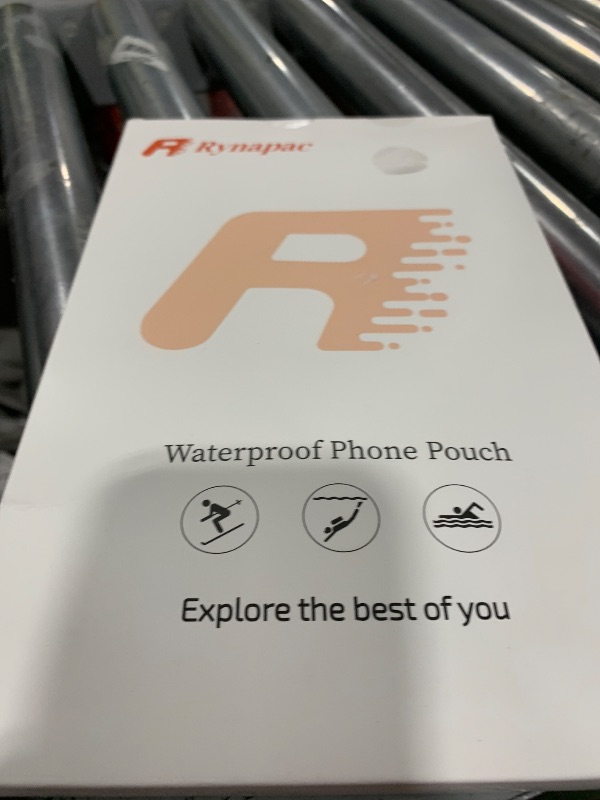 Rynapac
Waterproof Phone Pouch
Explore the best of you